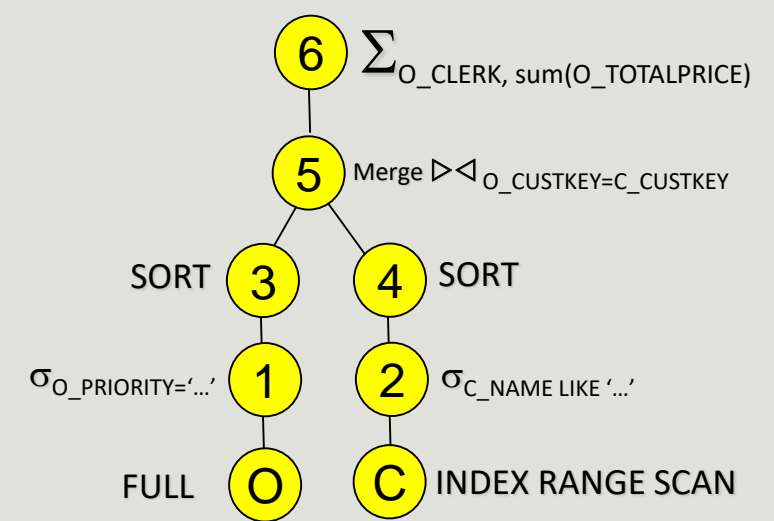 6 ∑O_CLERK, sum(O_TOTALPRICE)
5 Merge ▷◁ O_CUSTKEY=C_CUSTKEY
SORT 3 4 SORT
σO_PRIORITY=‘...’ 1 2 σC_NAME LIKE ‘...’
FULL O C INDEX RANGE SCAN